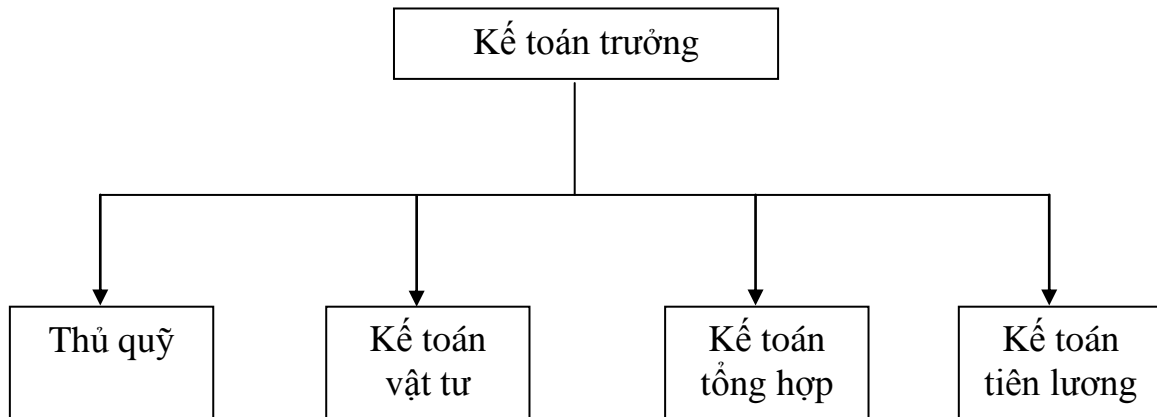 Kế toán trưởng
Thủ quỹ
Kế toán
vật tư
Kế toán
tổng hợp
Kế toán
tiên lương